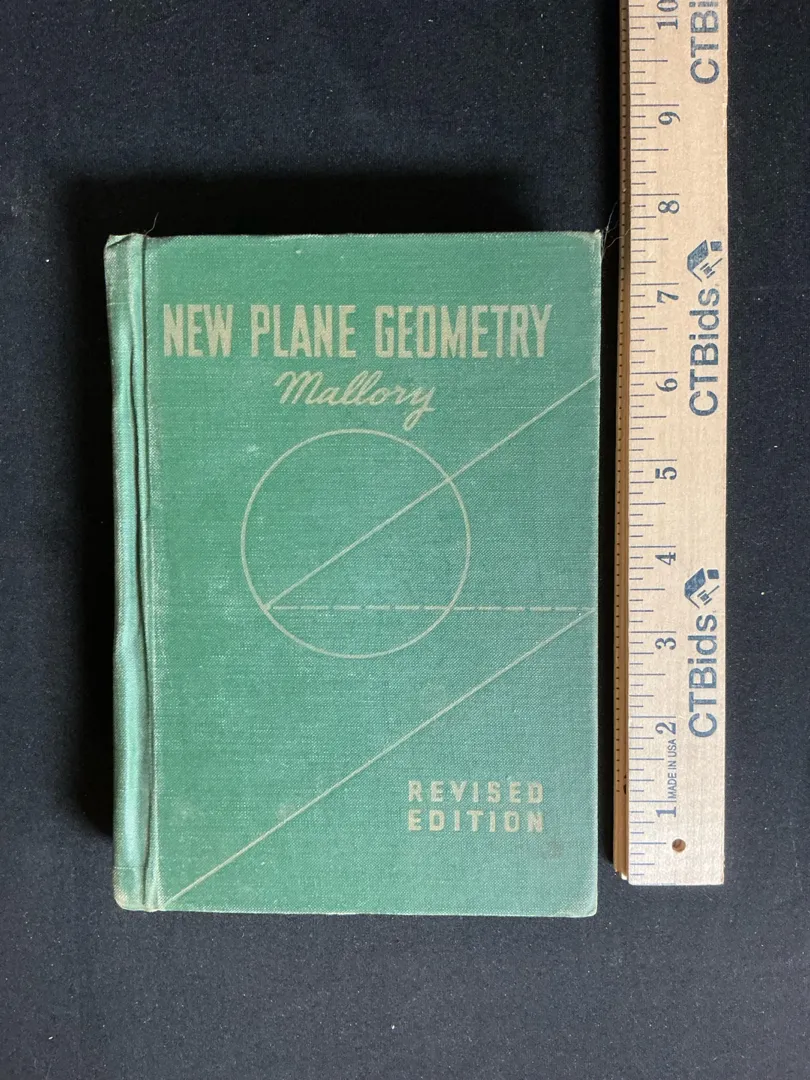 NEW PLANE GEOMETRY
Mallory
REVISED
EDITION
10
9
8
7
6
5
4
3
2
1
CTBids
CTBids
CTBids
MADE IN USA